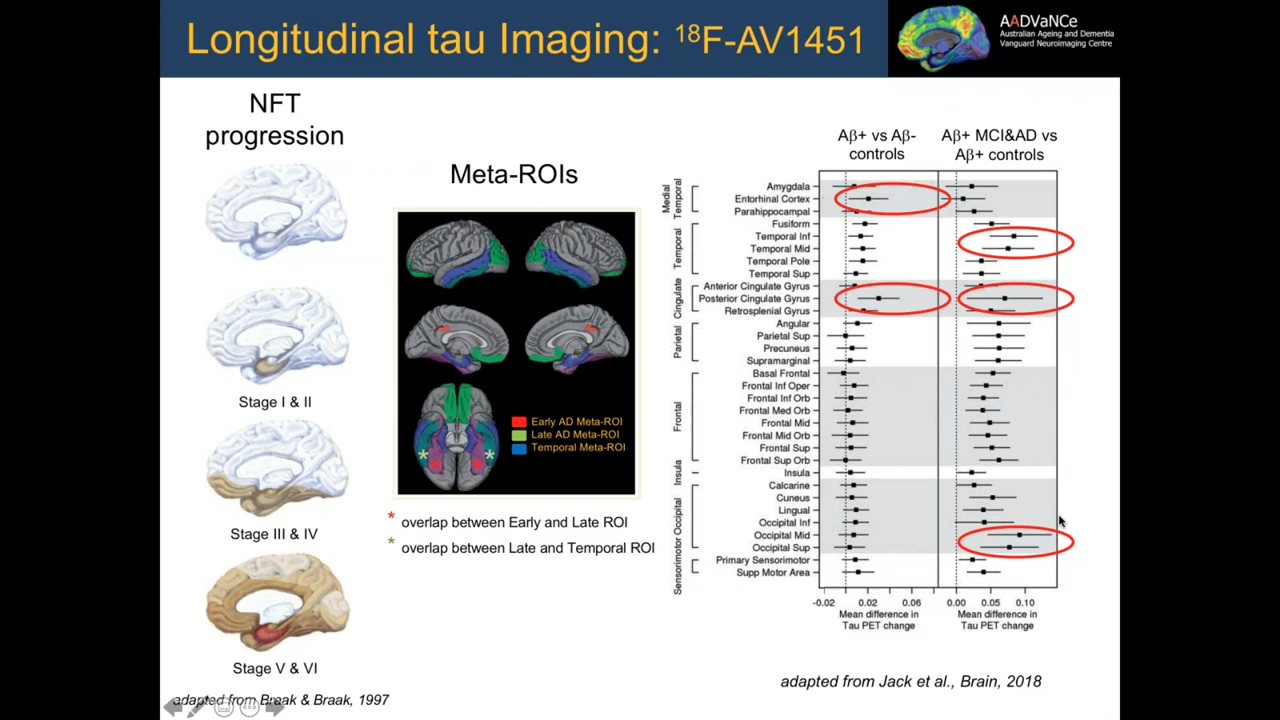 Longitudinal tau Imaging: ¹⁸F-AV1451
AADVaNCe
Australian Ageing and Dementia
Vanguard Neuroimaging Centre
NFT
progression
Stage I & II
Stage III & IV
Stage V & VI
adapted from Braak & Braak, 1997
Meta-ROIs
Early AD Meta-ROI
Late AD Meta-ROI
Temporal Meta-ROI
* *
* overlap between Early and Late ROI
* overlap between Late and Temporal ROI
Aβ+ vs Aβ-
controls
Aβ+ MCI&AD vs
Aβ+ controls
Medial
Temporal
Amygdala
Entorhinal Cortex
Parahippocampal
Temporal
Fusiform
Temporal Inf
Temporal Mid
Temporal Pole
Temporal Sup
Cingulate
Anterior Cingulate Gyrus
Posterior Cingulate Gyrus
Retrosplenial Gyrus
Parietal
Angular
Parietal Sup
Precuneus
Supramarginal
Frontal
Basal Frontal
Frontal Inf Oper
Frontal Inf Orb
Frontal Med Orb
Frontal Mid
Frontal Mid Orb
Frontal Sup
Frontal Sup Orb
Insula
Insula
Occipital
Calcarine
Cuneus
Lingual
Occipital Inf
Occipital Mid
Occipital Sup
Sensorimotor
Primary Sensorimotor
Supp Motor Area
-0.02 0.02 0.06
0.00 0.05 0.10
Mean difference in
Tau PET change
Mean difference in
Tau PET change
adapted from Jack et al., Brain, 2018